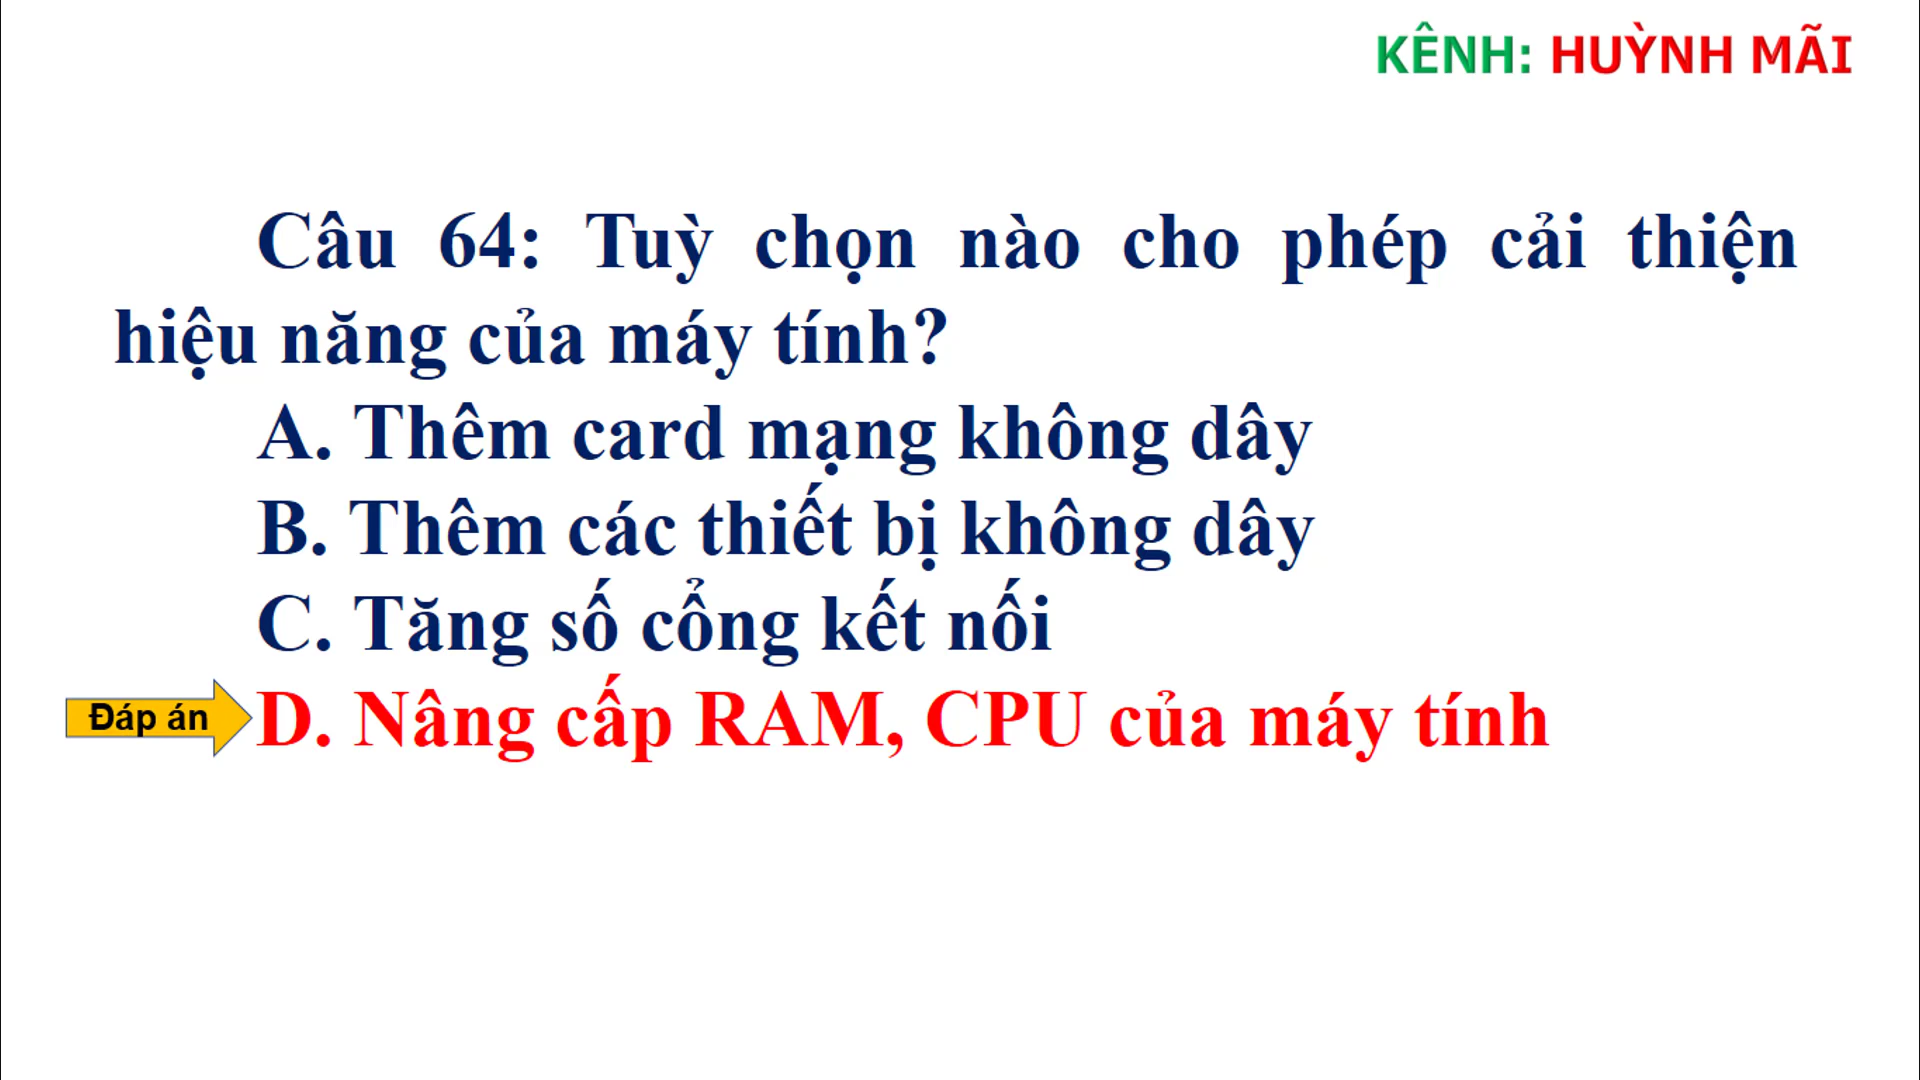 KÊNH: HUỲNH MÃI
Câu 64: Tuỳ chọn nào cho phép cải thiện
hiệu năng của máy tính?
A. Thêm card mạng không dây
B. Thêm các thiết bị không dây
C. Tăng số cổng kết nối
Đáp án D. Nâng cấp RAM, CPU của máy tính